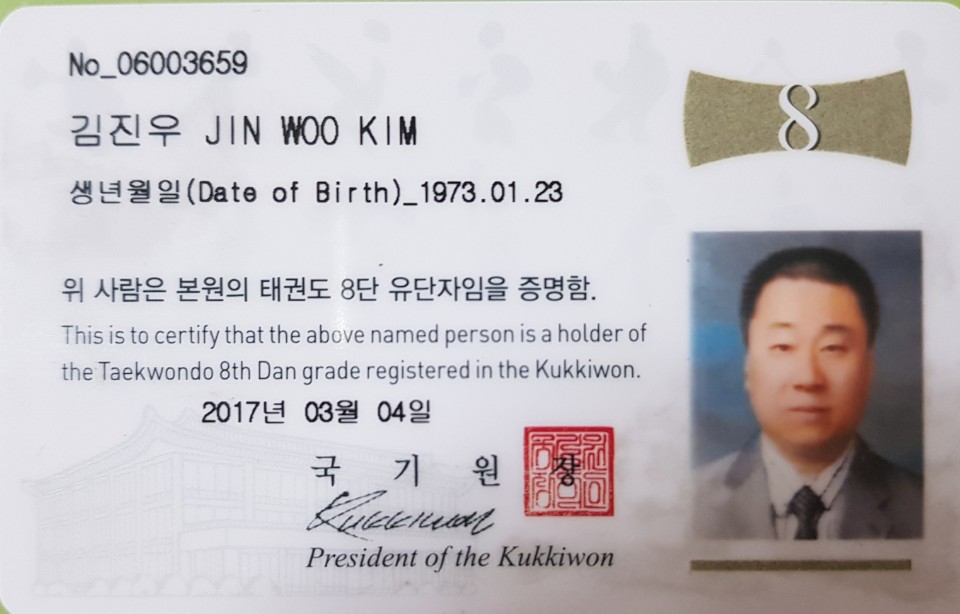 No_06003659
8
김진우 JIN WOO KIM
생년월일(Date of Birth)_1973.01.23
위 사람은 본원의 태권도 8단 유단자임을 증명함.
This is to certify that the above named person is a holder of
the Taekwondo 8th Dan grade registered in the Kukkiwon.
2017년 03월 04일
국 기 원 장
Kukkiwon
President of the Kukkiwon